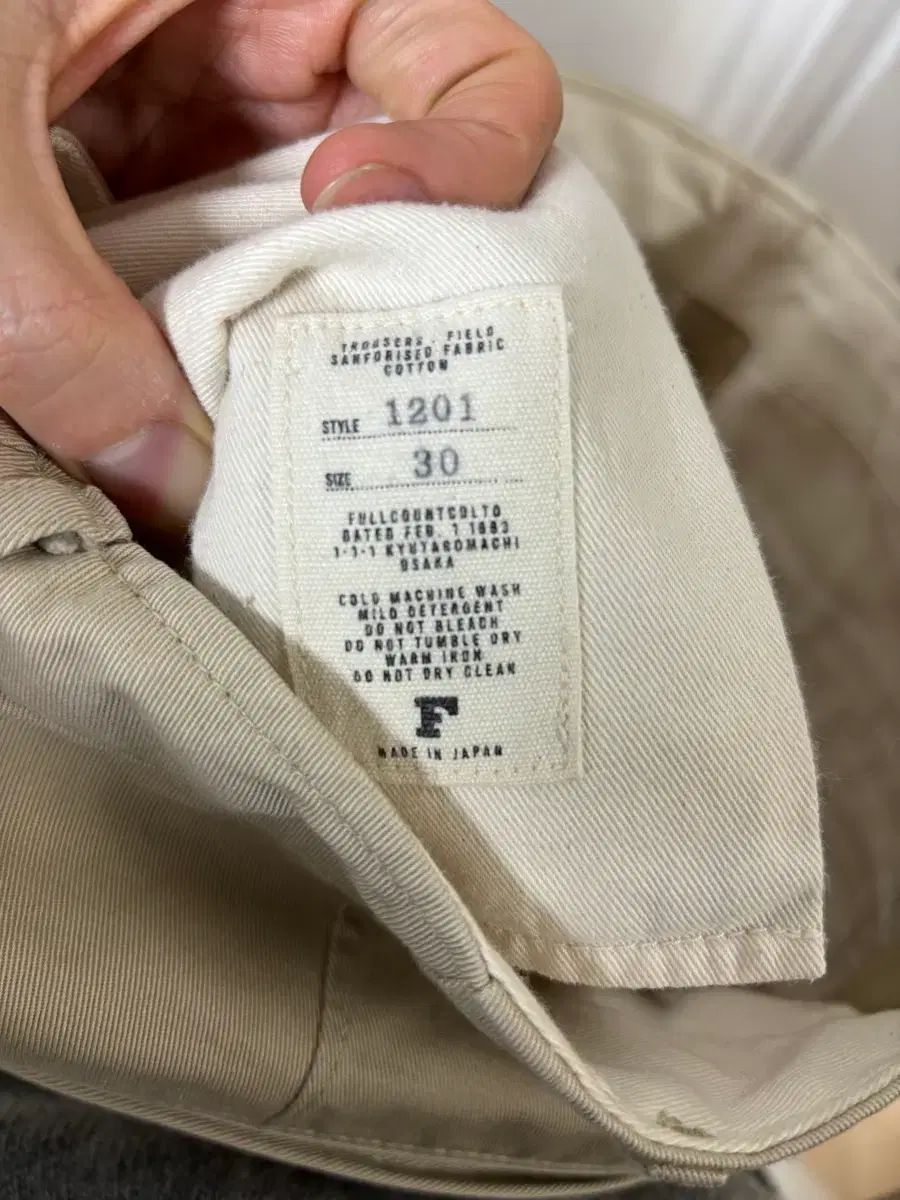 TROUSERS . FIELD
SANFORISED FABRIC
COTTON
STYLE 1201
SIZE 30
FULLCOUNTCOLTD
DATED FEB. 1 1993
1-1-1 KYUTAROMACHI
OSAKA
COLD MACHINE WASH
MILD DETERGENT
DO NOT BLEACH
DO NOT TUMBLE DRY
WARM IRON
DO NOT DRY CLEAN
F
MADE IN JAPAN